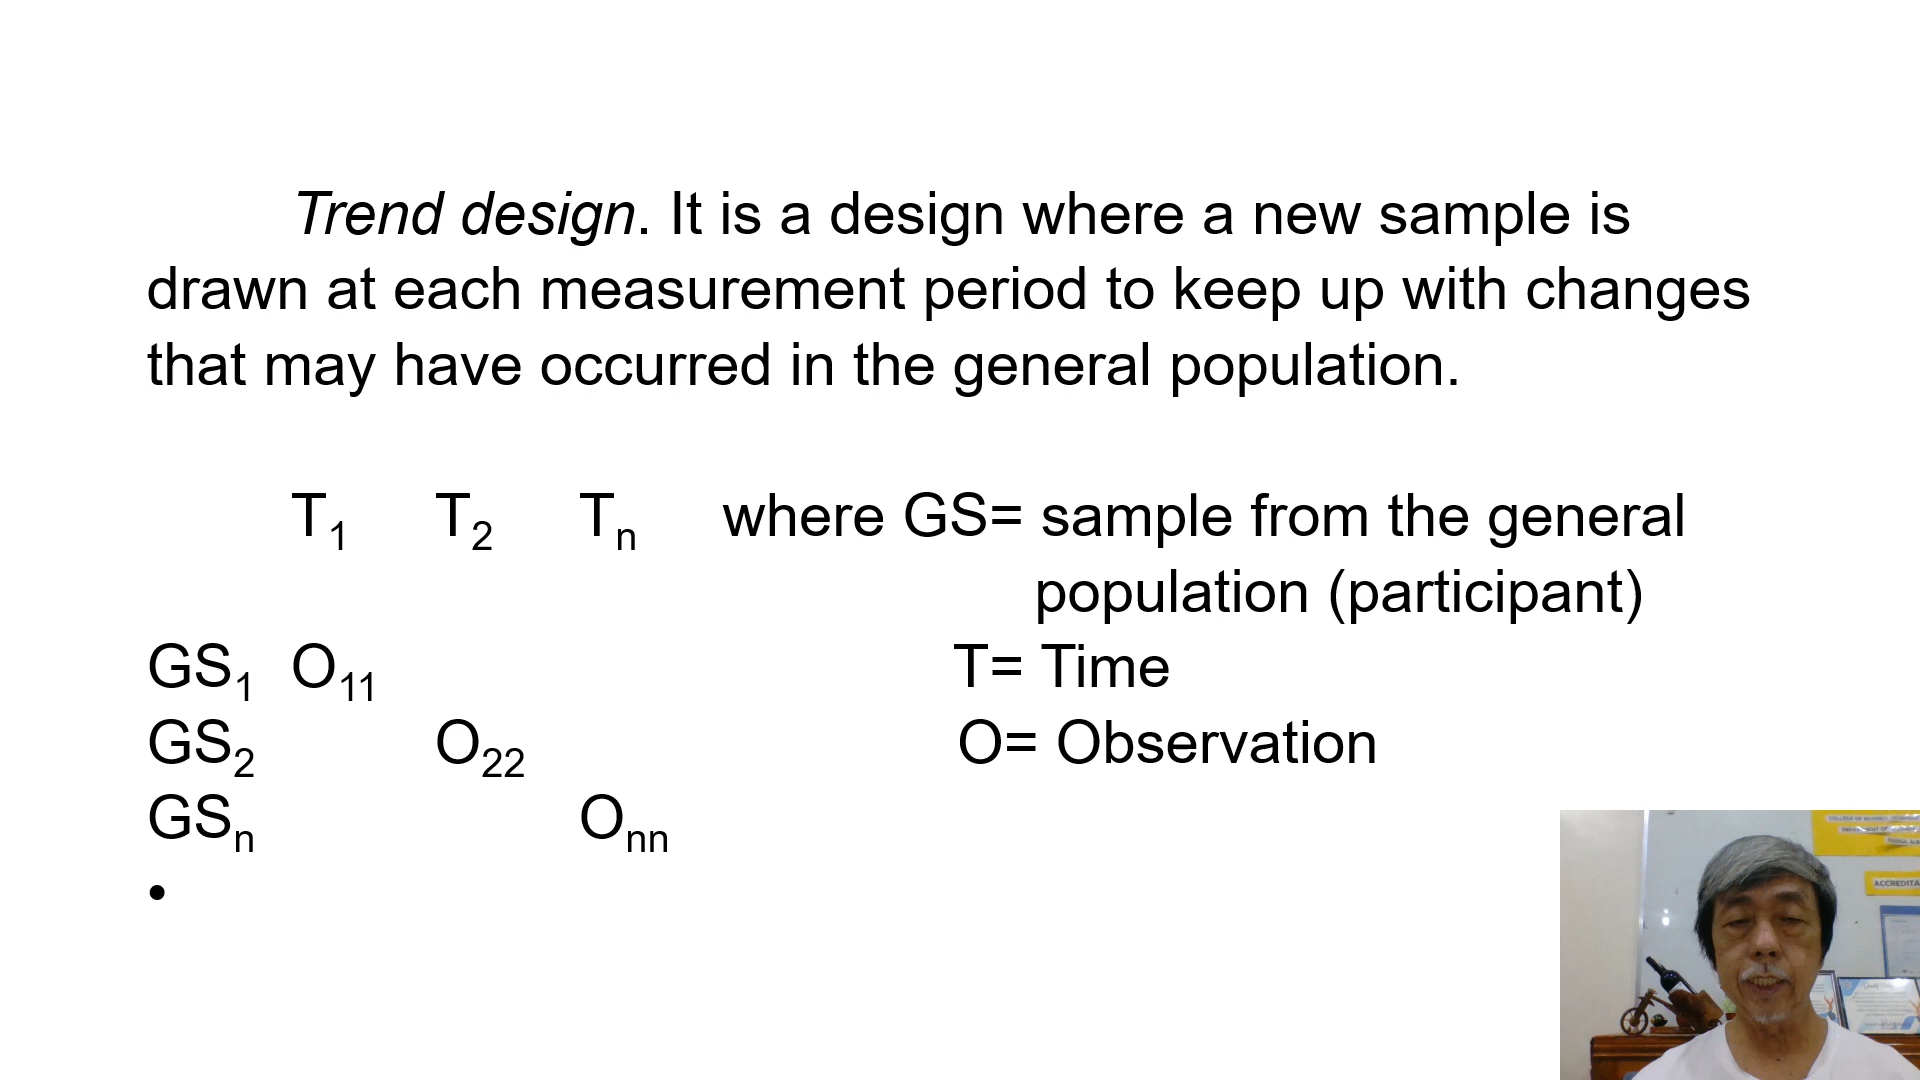 Trend design. It is a design where a new sample is
drawn at each measurement period to keep up with changes
that may have occurred in the general population.
T₁ T₂ Tₙ where GS= sample from the general
population (participant)
GS₁ O₁₁ T= Time
GS₂ O₂₂ O= Observation
GSₙ Oₙₙ
•
ACCREDITA